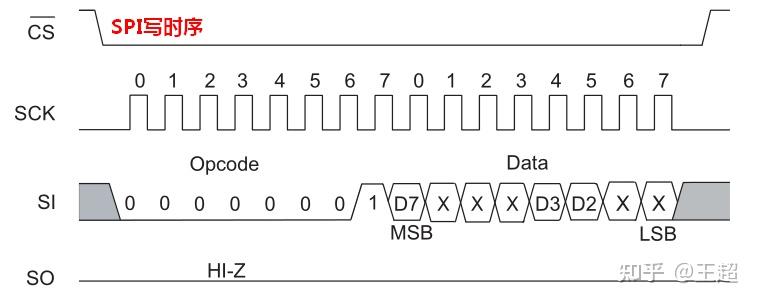 CS SPI写时序
0 1 2 3 4 5 6 7 0 1 2 3 4 5 6 7
SCK
Opcode Data
SI 0 0 0 0 0 0 0 1 D7 X X X D3 D2 X X
MSB LSB
HI-Z
SO
知乎 @王超